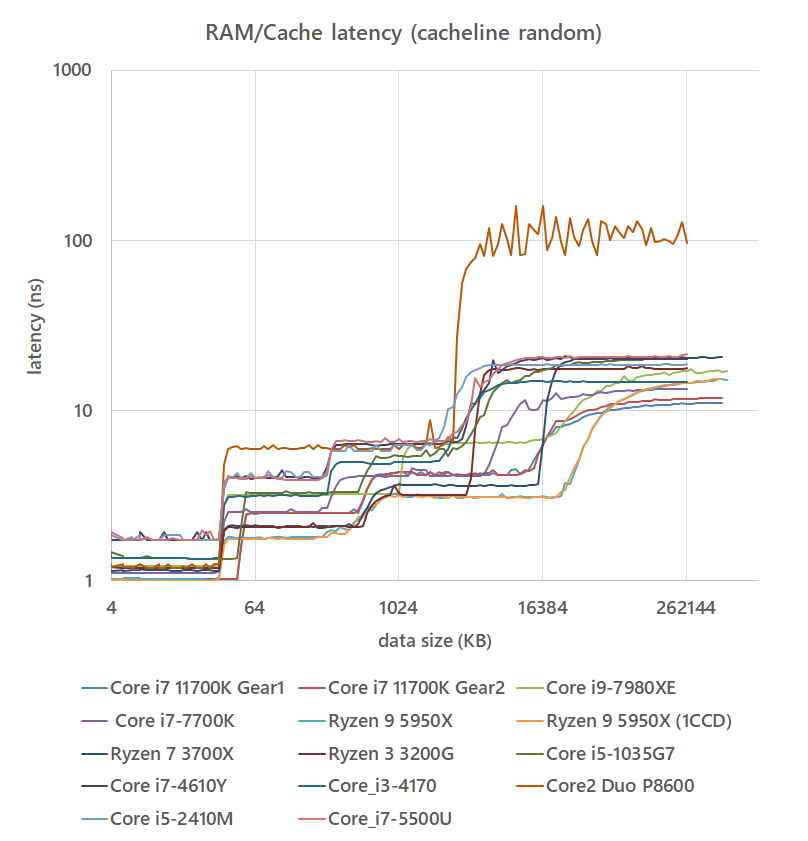 RAM/Cache latency (cacheline random)
1000
100
10
1
latency (ns)
4 64 1024 16384 262144
data size (KB)
Core i7 11700K Gear1 Core i7 11700K Gear2 Core i9-7980XE
Core i7-7700K Ryzen 9 5950X Ryzen 9 5950X (1CCD)
Ryzen 7 3700X Ryzen 3 3200G Core i5-1035G7
Core i7-4610Y Core_i3-4170 Core2 Duo P8600
Core i5-2410M Core_i7-5500U